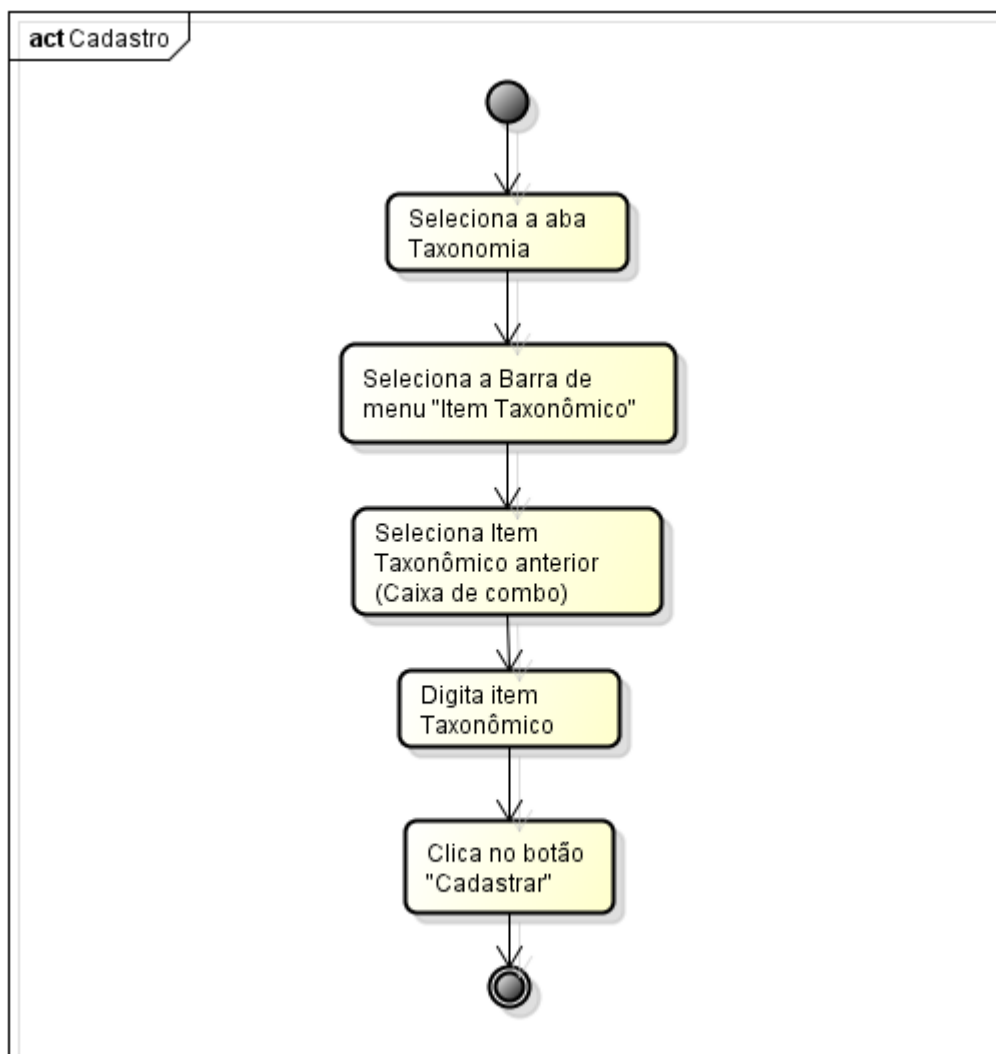 act Cadastro
Seleciona a aba
Taxonomia
Seleciona a Barra de
menu "Item Taxonômico"
Seleciona Item
Taxonômico anterior
(Caixa de combo)
Digita item
Taxonômico
Clica no botão
"Cadastrar"